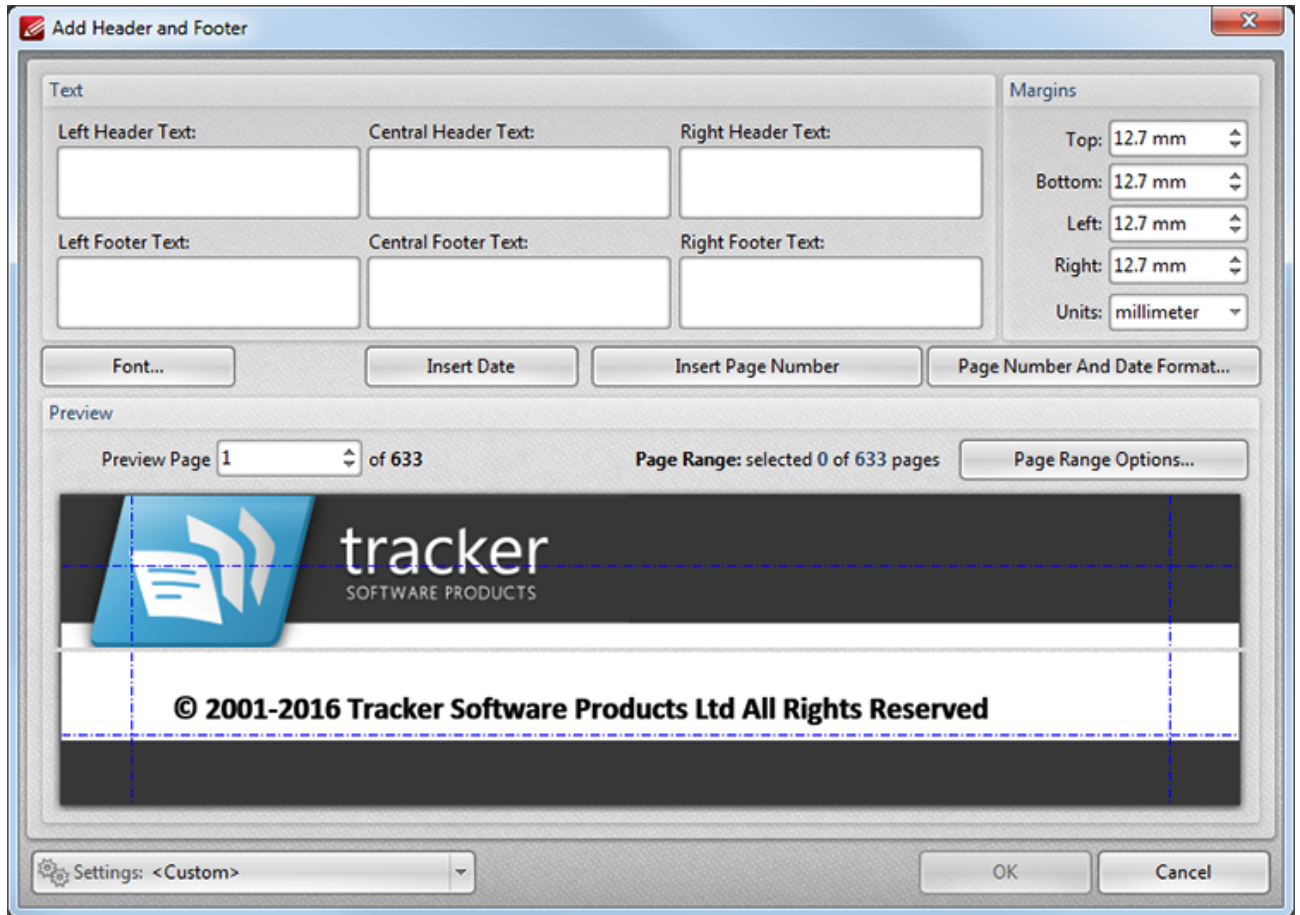 Add Header and Footer
Text
Margins
Left Header Text:
Central Header Text:
Right Header Text:
Top: 12.7 mm
Bottom: 12.7 mm
Left: 12.7 mm
Left Footer Text:
Central Footer Text:
Right Footer Text:
Right: 12.7 mm
Units: millimeter
Font...
Insert Date
Insert Page Number
Page Number And Date Format...
Preview
Preview Page 1 of 633
Page Range: selected 0 of 633 pages
Page Range Options...
tracker
SOFTWARE PRODUCTS
© 2001-2016 Tracker Software Products Ltd All Rights Reserved
Settings: <Custom>
OK
Cancel